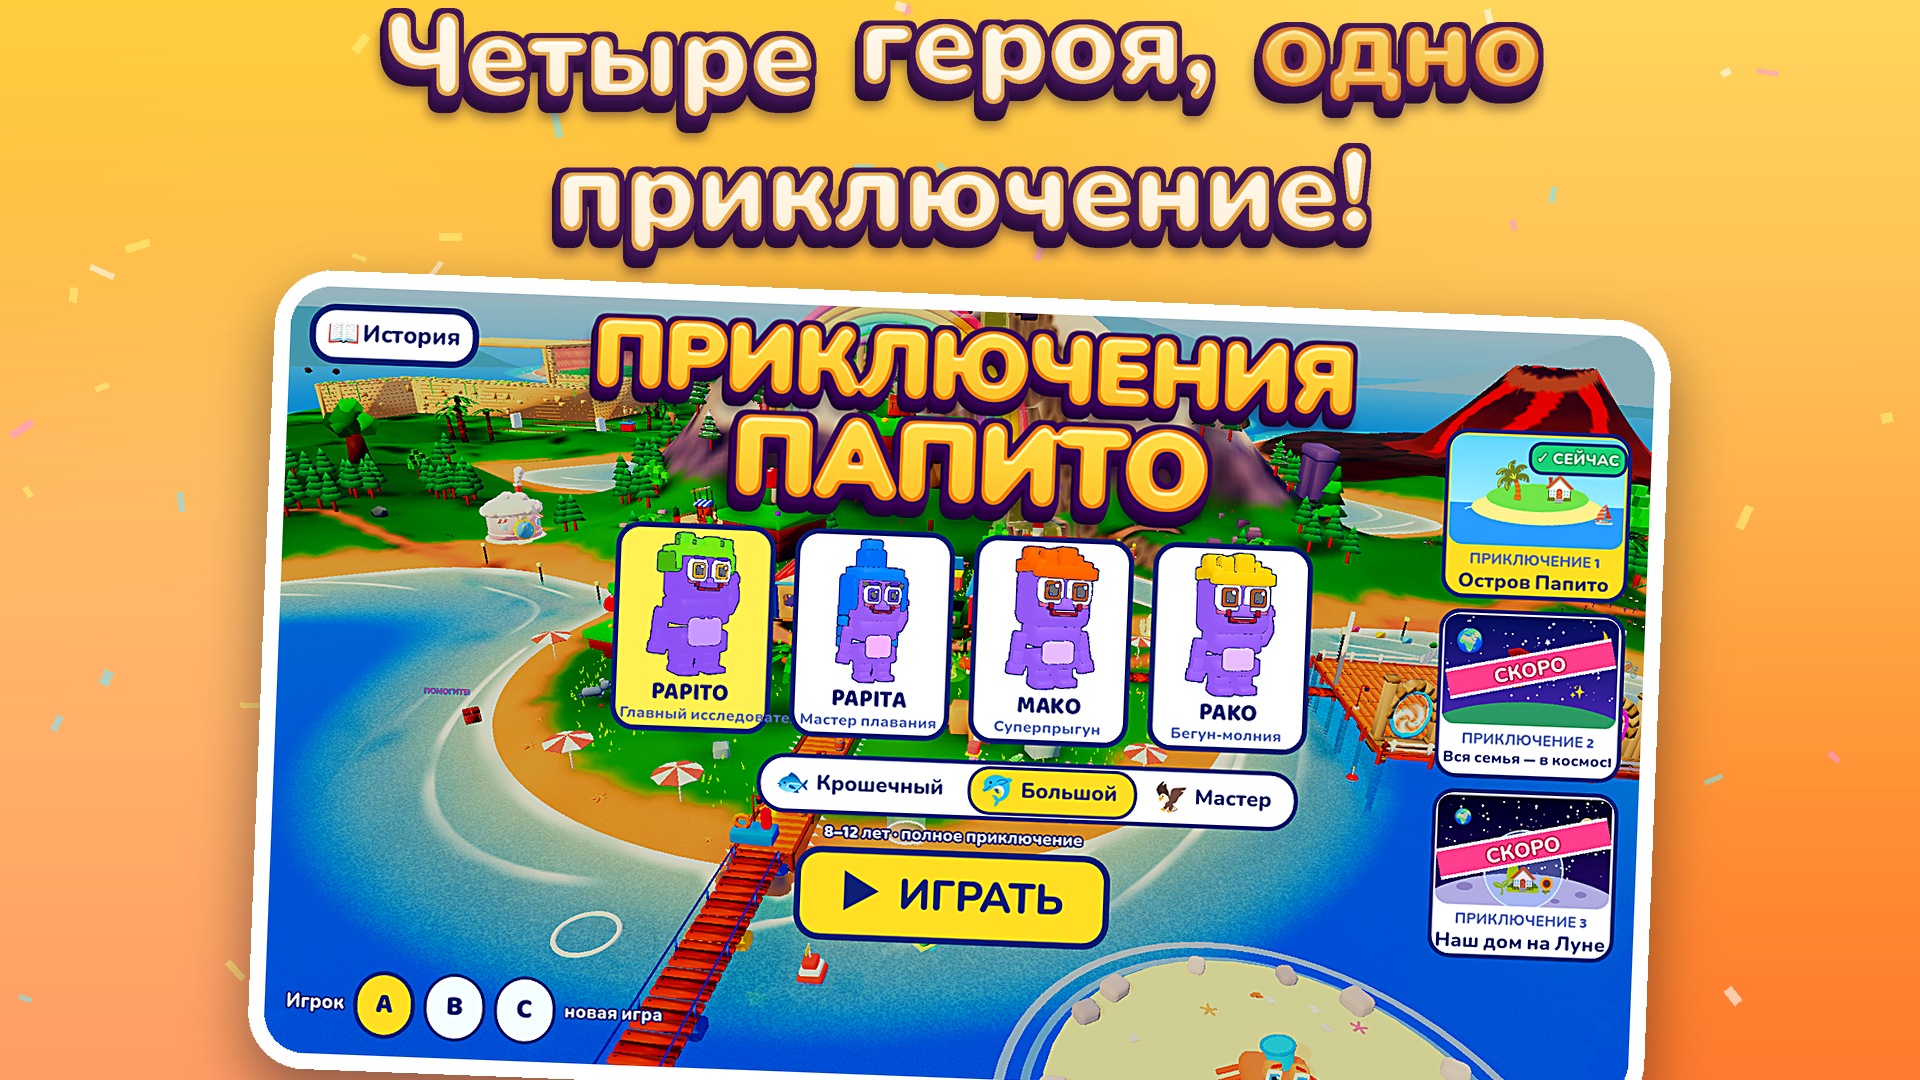 Четыре героя, одно
приключение!
История
ПРИКЛЮЧЕНИЯ
ПАПИТО
✓ СЕЙЧАС
ПРИКЛЮЧЕНИЕ 1
Остров Папито
PAPITO
Главный исследовате
PAPITA
Мастер плавания
MAKO
Суперпрыгун
PAKO
Бегун-молния
СКОРО
ПРИКЛЮЧЕНИЕ 2
Вся семья — в космос!
ПОМОГИТЕ!
Крошечный
Большой
Мастер
8–12 лет · полное приключение
ИГРАТЬ
СКОРО
ПРИКЛЮЧЕНИЕ 3
Наш дом на Луне
Игрок A B C новая игра